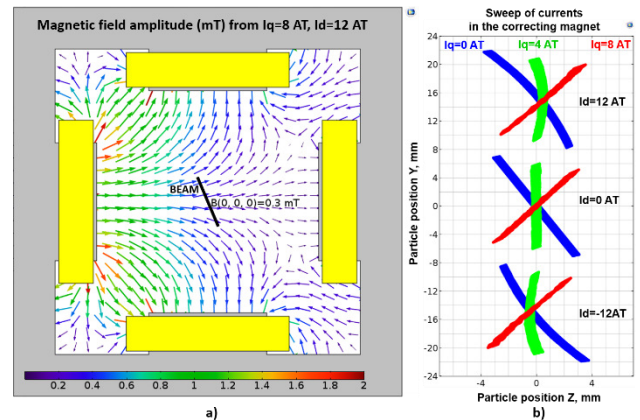 Magnetic field amplitude (mT) from Iq=8 AT, Id=12 AT
BEAM
B(0, 0, 0)=0.3 mT
0.2 0.4 0.6 0.8 1 1.2 1.4 1.6 1.8 2
a)
Sweep of currents
in the correcting magnet
Iq=0 AT Iq=4 AT Iq=8 AT
Id=12 AT
Id=0 AT
Id=-12AT
Particle position Y, mm
24
20
16
12
8
4
0
-4
-8
-12
-16
-20
-24
-4 0 4
Particle position Z, mm
b)